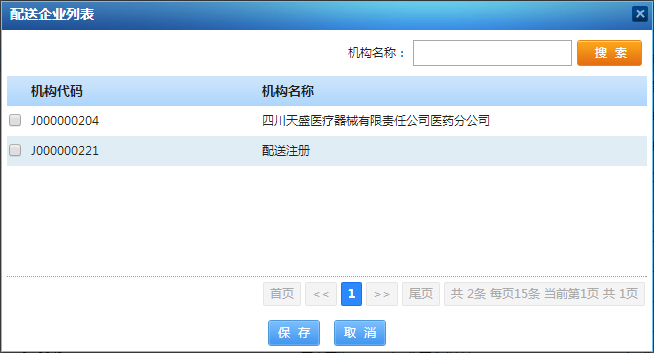 配送企业列表
机构名称： 搜 索
机构代码 机构名称
J000000204 四川天盛医疗器械有限责任公司医药分公司
J000000221 配送注册
首页 << 1 >> 尾页 共 2条 每页15条 当前第1页 共 1页
保 存 取 消